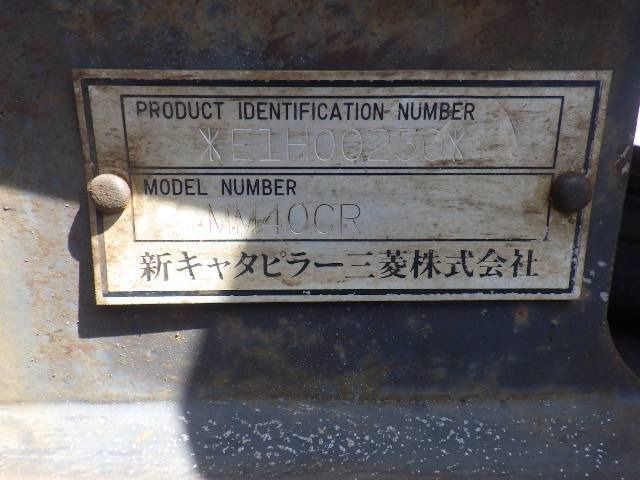 PRODUCT IDENTIFICATION NUMBER
*E1H00230*
MODEL NUMBER
MM40CR
新キャタピラー三菱株式会社